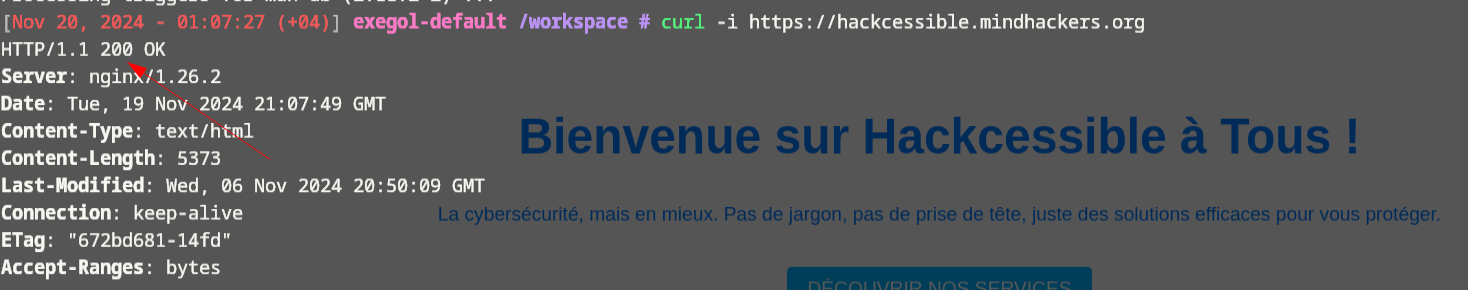 [Nov 20, 2024 - 01:07:27 (+04)] exegol-default /workspace # curl -i https://hackcessible.mindhackers.org
HTTP/1.1 200 OK
Server: nginx/1.26.2
Date: Tue, 19 Nov 2024 21:07:49 GMT
Content-Type: text/html
Content-Length: 5373
Last-Modified: Wed, 06 Nov 2024 20:50:09 GMT
Connection: keep-alive
ETag: "672bd681-14fd"
Accept-Ranges: bytes
Bienvenue sur Hackcessible à Tous !
La cybersécurité, mais en mieux. Pas de jargon, pas de prise de tête, juste des solutions efficaces pour vous protéger.
DÉCOUVRIR NOS SERVICES